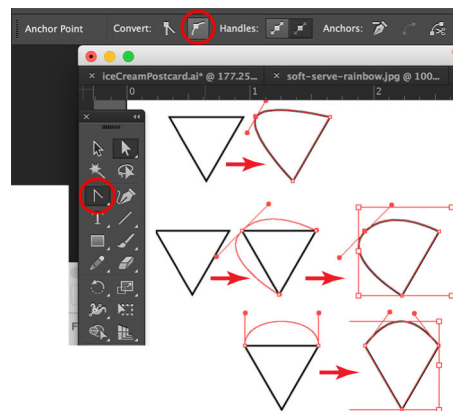 Anchor Point Convert: Handles: Anchors:
× iceCreamPostcard.ai* @ 177.25... × soft-serve-rainbow.jpg @ 100...
0 1 2
T
F